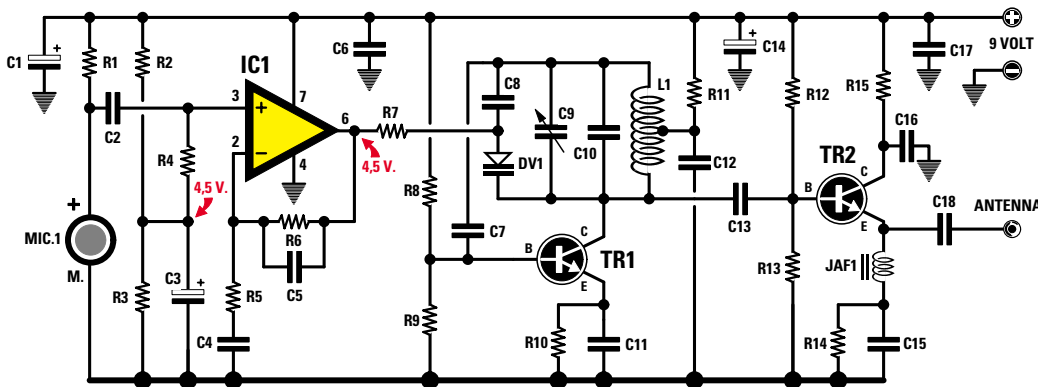 C1
+
R1
R2
C2
R4
4,5 V.
+
MIC.1
M.
R3
C3
+
IC1
3
+
2
−
7
6
4
4,5 V.
R6
C5
R5
C4
C6
R7
R8
R9
C7
C8
DV1
C9
C10
L1
B
C
E
TR1
R10
C11
R11
C12
C13
+
C14
R12
R13
TR2
B
C
E
R15
C16
C17
9 VOLT
+
−
C18
ANTENNA
JAF1
R14
C15